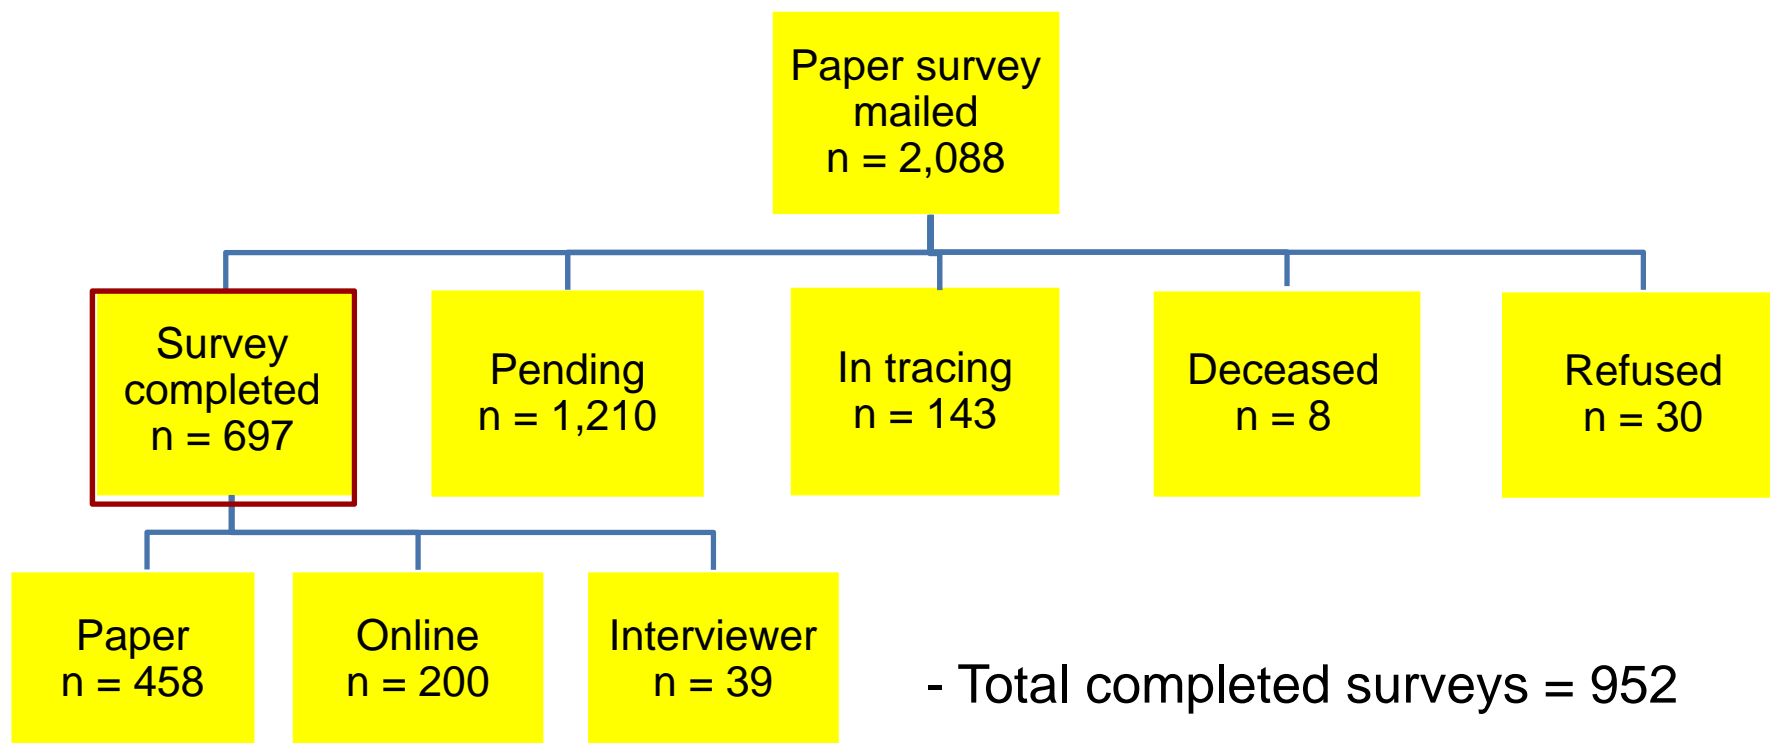 Paper survey
mailed
n = 2,088
Survey
completed
n = 697
Pending
n = 1,210
In tracing
n = 143
Deceased
n = 8
Refused
n = 30
Paper
n = 458
Online
n = 200
Interviewer
n = 39
- Total completed surveys = 952